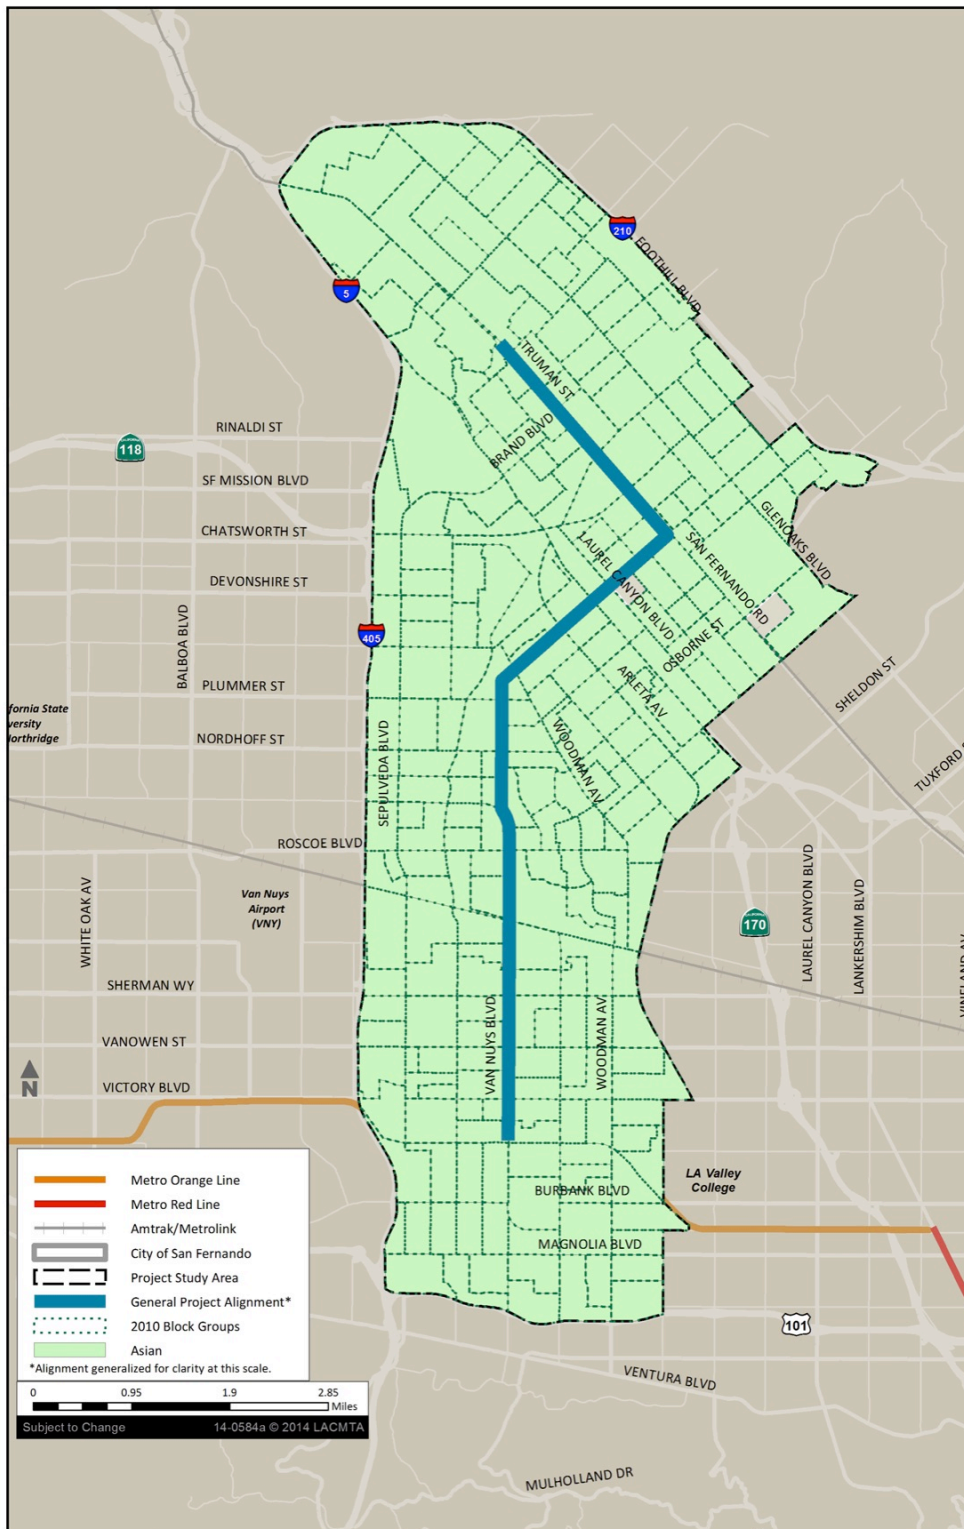 210
FOOTHILL BLVD
5
TRUMAN ST
BRAND BLVD
RINALDI ST
CALIFORNIA
118
SF MISSION BLVD
CHATSWORTH ST
GLENOAKS BLVD
LAUREL CANYON BLVD
SAN FERNANDO RD
DEVONSHIRE ST
BALBOA BLVD
405
OSBORNE ST
ARLETA AV
SHELDON ST
PLUMMER ST
fornia State
versity
Northridge
NORDHOFF ST
SEPULVEDA BLVD
WOODMAN AV
TUXFORD
ROSCOE BLVD
WHITE OAK AV
Van Nuys
Airport
(VNY)
LAUREL CANYON BLVD
LANKERSHIM BLVD
CALIFORNIA
170
VINELAND AV
SHERMAN WY
VAN NUYS BLVD
WOODMAN AV
VANOWEN ST
N
VICTORY BLVD
LA Valley
College
BURBANK BLVD
MAGNOLIA BLVD
101
VENTURA BLVD
MULHOLLAND DR
Metro Orange Line
Metro Red Line
Amtrak/Metrolink
City of San Fernando
Project Study Area
General Project Alignment*
2010 Block Groups
Asian
*Alignment generalized for clarity at this scale.
0 0.95 1.9 2.85
Miles
Subject to Change 14-0584a © 2014 LACMTA